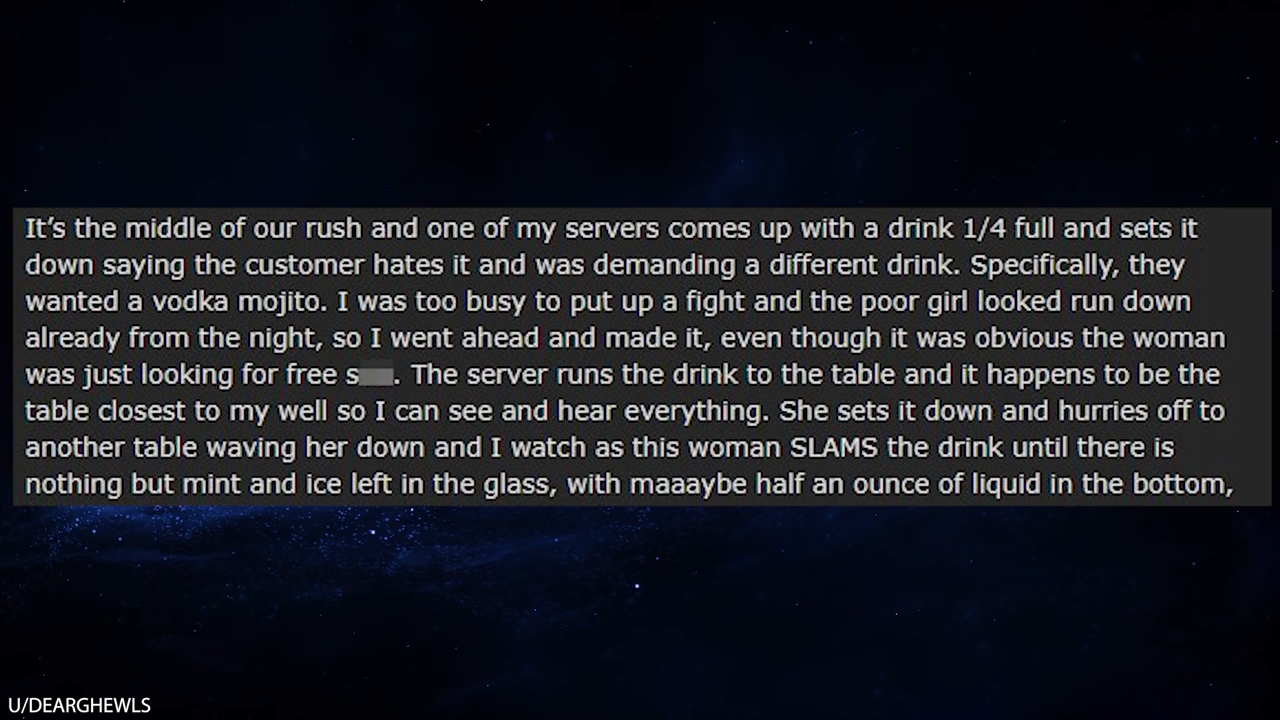 It's the middle of our rush and one of my servers comes up with a drink 1/4 full and sets it
down saying the customer hates it and was demanding a different drink. Specifically, they
wanted a vodka mojito. I was too busy to put up a fight and the poor girl looked run down
already from the night, so I went ahead and made it, even though it was obvious the woman
was just looking for free s. The server runs the drink to the table and it happens to be the
table closest to my well so I can see and hear everything. She sets it down and hurries off to
another table waving her down and I watch as this woman SLAMS the drink until there is
nothing but mint and ice left in the glass, with maaaybe half an ounce of liquid in the bottom,
U/DEARGHEWLS